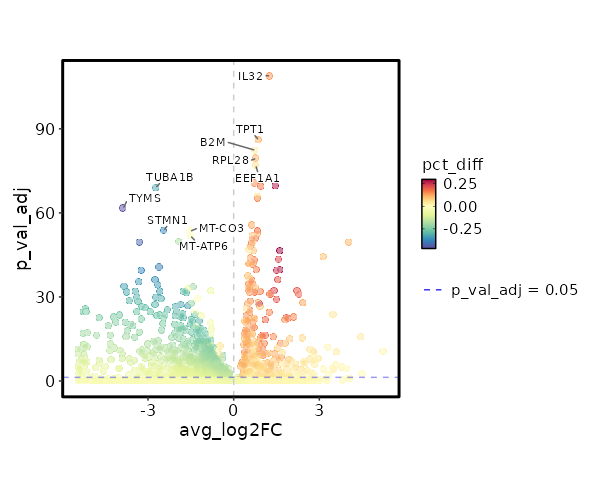 IL32
TPT1
B2M
RPL28
EEF1A1
TUBA1B
TYMS
STMN1
MT-CO3
MT-ATP6
90
60
30
0
p_val_adj
-3
0
3
avg_log2FC
pct_diff
0.25
0.00
-0.25
p_val_adj = 0.05